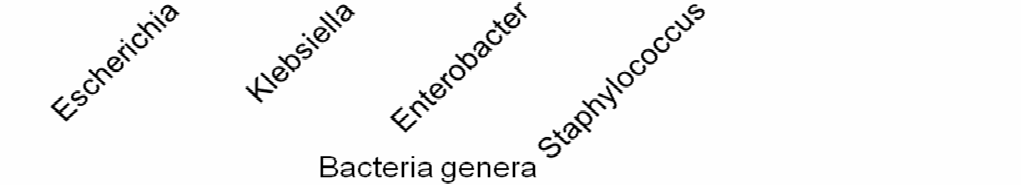 Escherichia
Klebsiella
Enterobacter
Staphylococcus
Bacteria genera